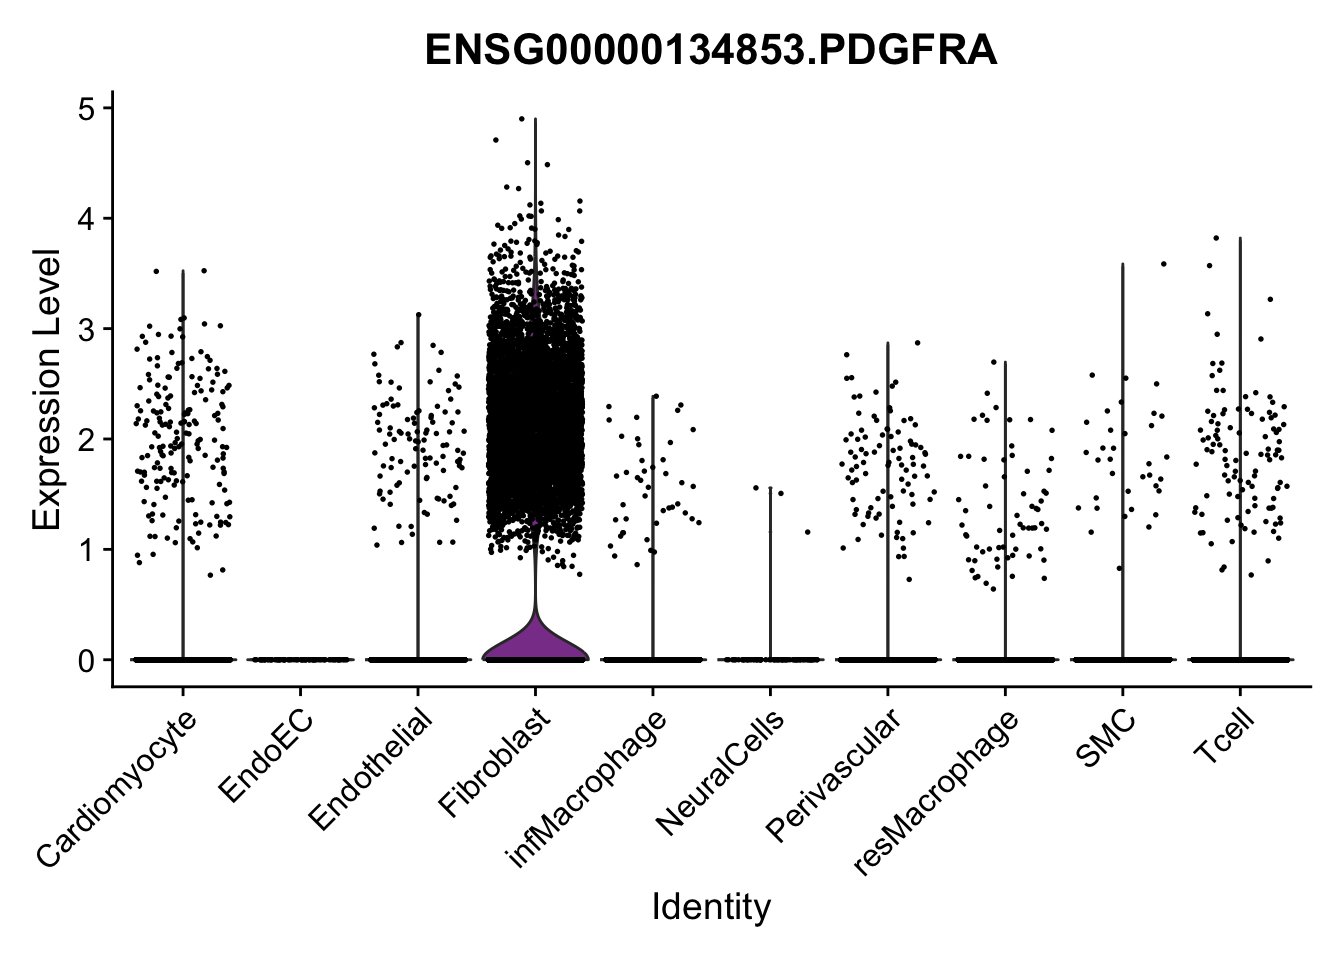 ENSG00000134853.PDGFRA
Expression Level
5
4
3
2
1
0
Cardiomyocyte
EndoEC
Endothelial
Fibroblast
infMacrophage
NeuralCells
Perivascular
resMacrophage
SMC
Tcell
Identity